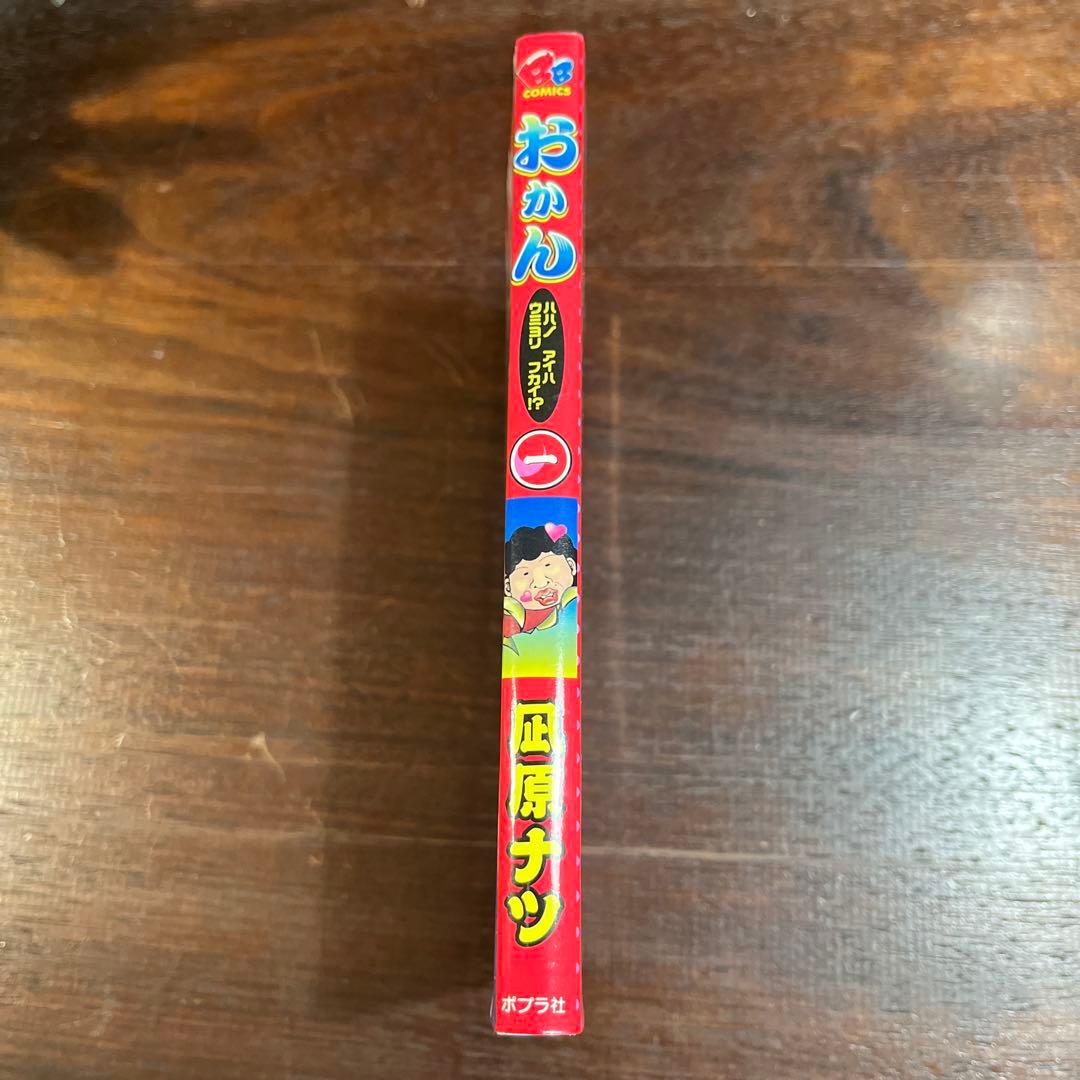 COMICS
おかん
ハハノ アイハ
ウミヨリ フカイ!?
一
凪原ナツ
ポプラ社